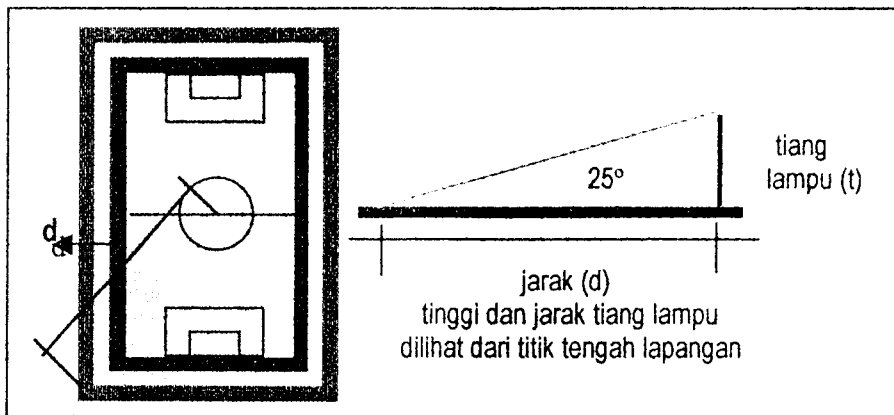 d
d
25°
tiang
lampu (t)
jarak (d)
tinggi dan jarak tiang lampu
dilihat dari titik tengah lapangan